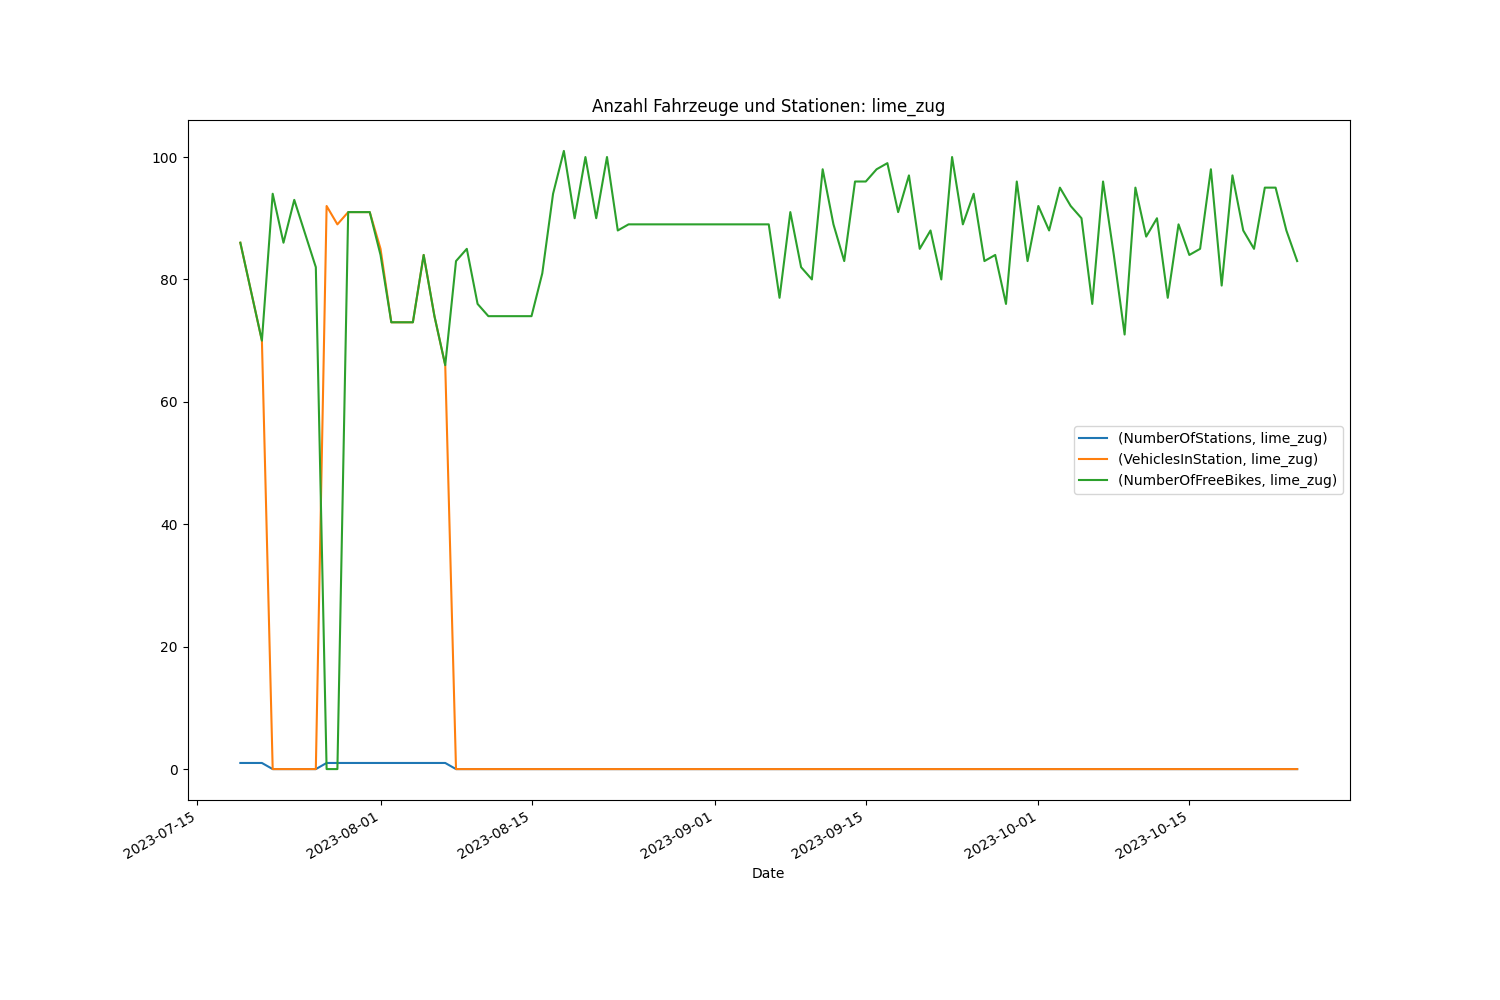 Anzahl Fahrzeuge und Stationen: lime_zug
100
80
60
40
20
0
(NumberOfStations, lime_zug)
(VehiclesInStation, lime_zug)
(NumberOfFreeBikes, lime_zug)
2023-07-15
2023-08-01
2023-08-15
2023-09-01
2023-09-15
2023-10-01
2023-10-15
Date